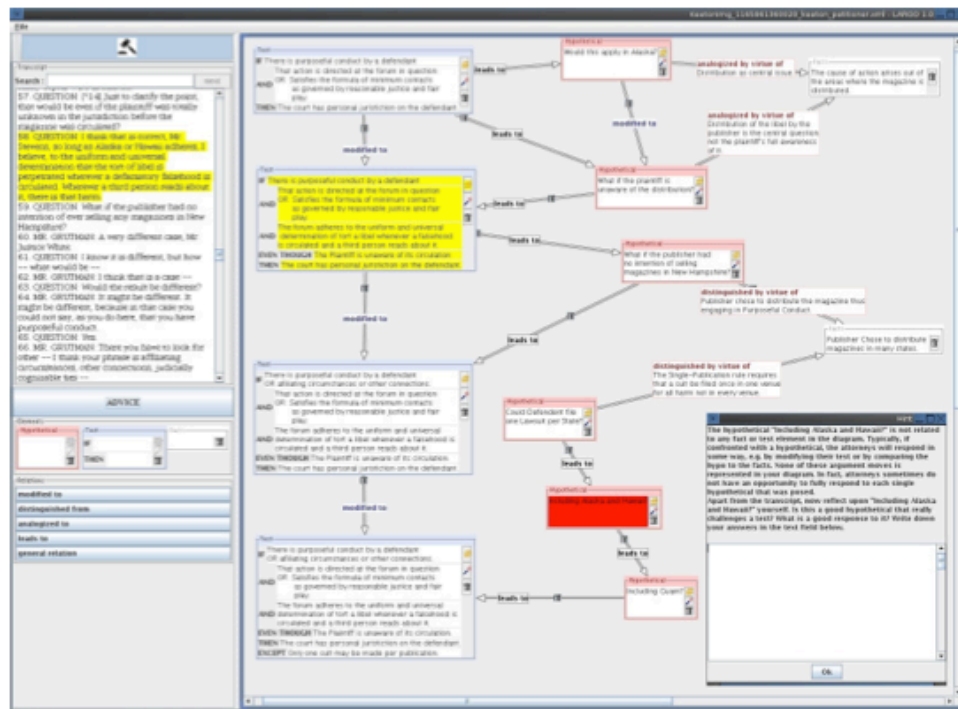 Keatonking_1165861360020_keaton_petitioner.xml - LARGO 1.0
Transcript
Search :
57. QUESTION: [*14] Just to clarify the point,
that would be even if the plaintiff was totally
unknown in the jurisdiction before the
magazine was circulated?
58. QUESTION: I think that is correct, Mr.
Stevens, so long as Alaska or Hawaii adheres, I
believe, to the uniform and universal
determination that the tort of libel is
perpetrated wherever a defamatory falsehood is
circulated. Wherever a third person reads about
it, there is that harm.
59. QUESTION: What if the publisher had no
intention of ever selling any magazines in New
Hampshire?
60. MR. GRUTMAN: A very different case, Mr.
Justice White.
61. QUESTION: I know it is different, but how
--- what would be ---
62. MR. GRUTMAN: I think that is a case ---
63. QUESTION: Would the result be different?
64. MR. GRUTMAN: It might be different. It
might be different, because in that case you
could not say, as you do here, that you have
purposeful conduct.
65. QUESTION: Yes.
66. MR. GRUTMAN: There you have to look for
other --- I think your phrase is affiliating
circumstances, other connections, judicially
cognizable ties ---
ADVICE
Elements
Hypothetical
Test
IF
THEN
Relations
modified to
distinguished from
analogized to
leads to
general relation
Test
IF There is purposeful conduct by a defendant
That action is directed at the forum in question
AND OR Satisfies the formula of minimum contacts
as governed by reasonable justice and fair
play
THEN The court has personal jurisdiction on the defendant
leads to
Hypothetical
Would this apply in Alaska?
analogized by virtue of
Distribution as central issue
The cause of action arises out of
the areas where the magazine is
distributed.
analogized by virtue of
Distribution of the libel by the
publisher is the central question
not the plaintiff's full awareness
of it.
modified to
leads to
modified to
Test
IF There is purposeful conduct by a defendant
That action is directed at the forum in question
AND OR Satisfies the formula of minimum contacts
as governed by reasonable justice and fair
play
The forum adheres to the uniform and universal
AND determination of tort a libel whenever a falsehood
is circulated and a third person reads about it.
EVEN THOUGH The Plaintiff is unaware of its circulation
THEN The court has personal jurisdiction on the defendant
leads to
Hypothetical
What if the plaintiff is
unaware of the distribution?
leads to
Hypothetical
What if the publisher had
no intention of selling
magazines in New Hampshire?
distinguished by virtue of
Publisher chose to distribute the magazine thus
engaging in Purposeful Conduct
Publisher Chose to distribute
magazines in many states.
modified to
leads to
distinguished by virtue of
The Single-Publication rule requires
that a suit be filed once in one venue
for all harm not in every venue.
Test
IF There is purposeful conduct by a defendant
OR affiliating circumstances or other connections.
That action is directed at the forum in question
AND OR Satisfies the formula of minimum contacts
as governed by reasonable justice and fair
play
The forum adheres to the uniform and universal
AND determination of tort a libel whenever a falsehood is
circulated and a third person reads about it.
EVEN THOUGH The Plaintiff is unaware of its circulation.
THEN The court has personal jurisdiction on the defendant
Hypothetical
Could Defendant file
one Lawsuit per State?
leads to
Hypothetical
Including Alaska and Hawaii?
modified to
leads to
Test
IF There is purposeful conduct by a defendant
OR affiliating circumstances or other connections.
That action is directed at the forum in question
AND OR Satisfies the formula of minimum contacts
as governed by reasonable justice and fair
play
The forum adheres to the uniform and universal
AND determination of tort a libel whenever a falsehood is
circulated and a third person reads about it.
EVEN THOUGH The Plaintiff is unaware of its circulation.
THEN The court has personal jurisdiction on the defendant
EXCEPT Only one suit may be made per publication.
leads to
Hypothetical
Including Guam?
HINT
The hypothetical "Including Alaska and Hawaii?" is not related
to any fact or test element in the diagram. Typically, if
confronted with a hypothetical, the attorneys will respond in
some way, e.g. by modifying their test or by comparing the
hypo to the facts. None of these argument moves is
represented in your diagram. In fact, attorneys sometimes do
not have an opportunity to fully respond to each single
hypothetical that was posed.
Apart from the transcript, now reflect upon "Including Alaska
and Hawaii?" yourself. Is this a good hypothetical that really
challenges a test? What is a good response to it? Write down
your answers in the text field below.
Ok